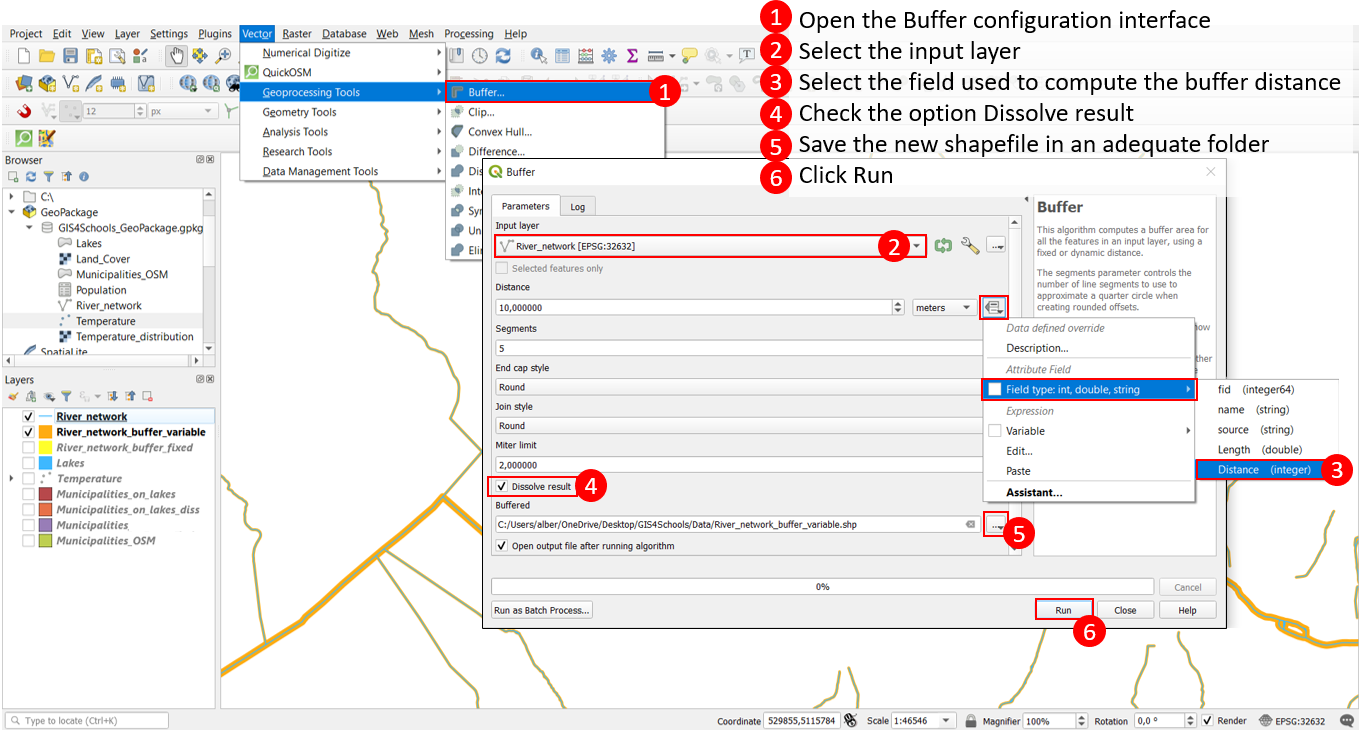 1 Open the Buffer configuration interface
2 Select the input layer
3 Select the field used to compute the buffer distance
4 Check the option Dissolve result
5 Save the new shapefile in an adequate folder
6 Click Run
Project Edit View Layer Settings Plugins Vector Raster Database Web Mesh Processing Help
Numerical Digitize
QuickOSM
Geoprocessing Tools
Geometry Tools
Analysis Tools
Research Tools
Data Management Tools
Buffer... 1
Clip...
Convex Hull...
Difference...
12 px
Browser
C:\
GeoPackage
GIS4Schools_GeoPackage.gpkg
Lakes
Land_Cover
Municipalities_OSM
Population
River_network
Temperature
Temperature_distribution
SpatiaLite
Layers
River_network
River_network_buffer_variable
River_network_buffer_fixed
Lakes
Temperature
Municipalities_on_lakes
Municipalities_on_lakes_diss
Municipalities
Municipalities_OSM
Buffer
Parameters Log
Input layer
River_network [EPSG:32632] 2
Selected features only
Distance
10,000000 meters
Segments
5
End cap style
Round
Join style
Round
Miter limit
2,000000
Dissolve result 4
Buffered
C:/Users/alber/OneDrive/Desktop/GIS4Schools/Data/River_network_buffer_variable.shp
5
Open output file after running algorithm
0% Cancel
Run as Batch Process... Run Close Help
6
Buffer
This algorithm computes a buffer area for
all the features in an input layer, using a
fixed or dynamic distance.
The segments parameter controls the
number of line segments to use to
approximate a quarter circle when
creating rounded offsets.
Data defined override
Description...
Attribute Field
Field type: int, double, string
Expression
Variable
Edit...
Paste
Assistant...
fid (integer64)
name (string)
source (string)
Length (double)
Distance (integer) 3
Type to locate (Ctrl+K)
Coordinate 529855,5115784 Scale 1:46546 Magnifier 100% Rotation 0,0 ° Render EPSG:32632